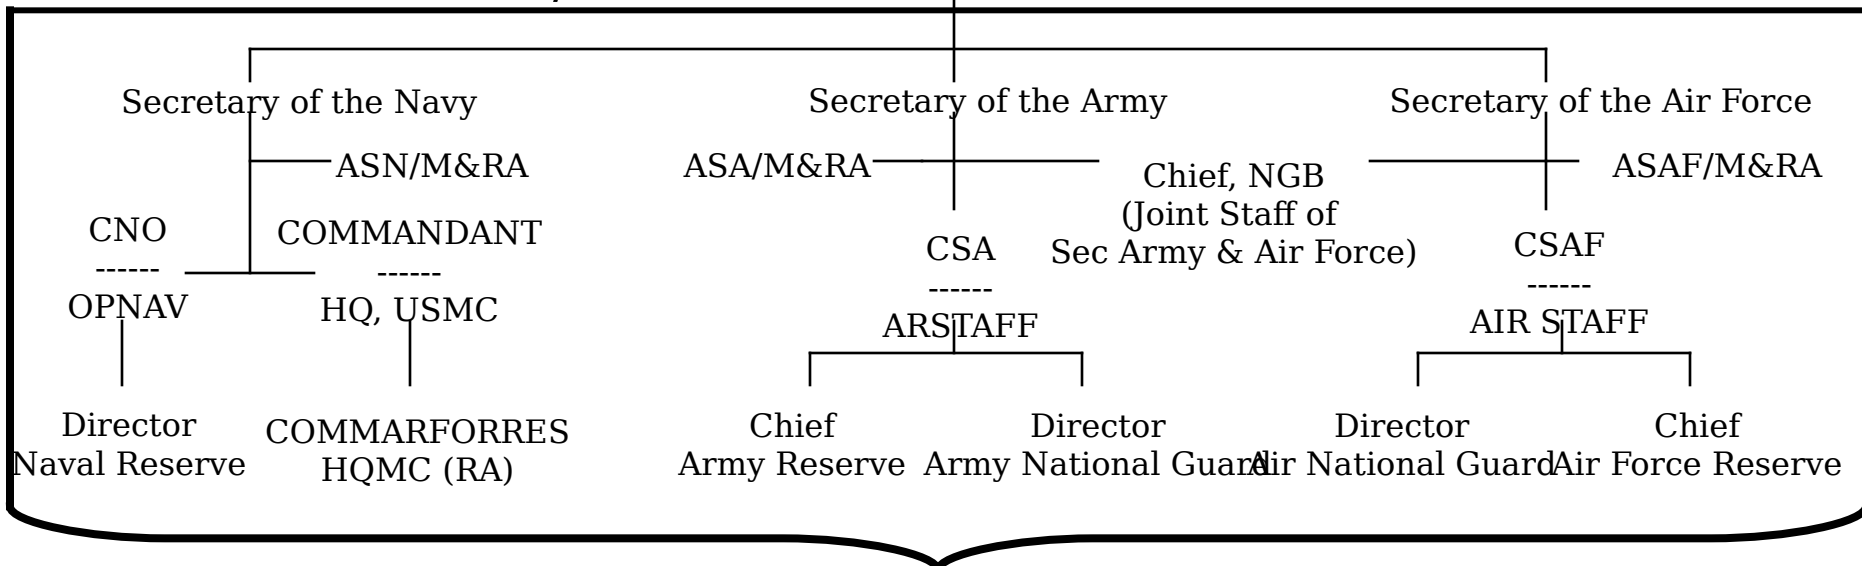 Secretary of the Navy
Secretary of the Army
Secretary of the Air Force
ASN/M&RA
ASA/M&RA
Chief, NGB
(Joint Staff of
Sec Army & Air Force)
ASAF/M&RA
CNO
------
OPNAV
COMMANDANT
------
HQ, USMC
CSA
------
ARSTAFF
CSAF
------
AIR STAFF
Director
Naval Reserve
COMMARFORRES
HQMC (RA)
Chief
Army Reserve
Director
Army National Guard
Director
Air National Guard
Chief
Air Force Reserve